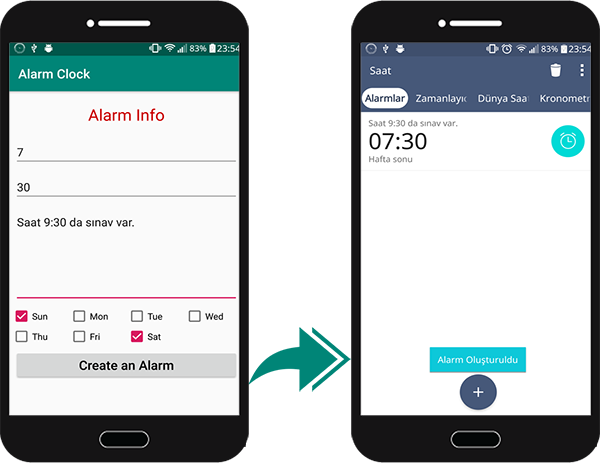 83% 23:54
Alarm Clock
Alarm Info
7
30
Saat 9:30 da sınav var.
Sun Mon Tue Wed
Thu Fri Sat
Create an Alarm
83% 23:54
Saat
Alarmlar Zamanlayıc Dünya Saa Kronometr
Saat 9:30 da sınav var.
07:30
Hafta sonu
Alarm Oluşturuldu